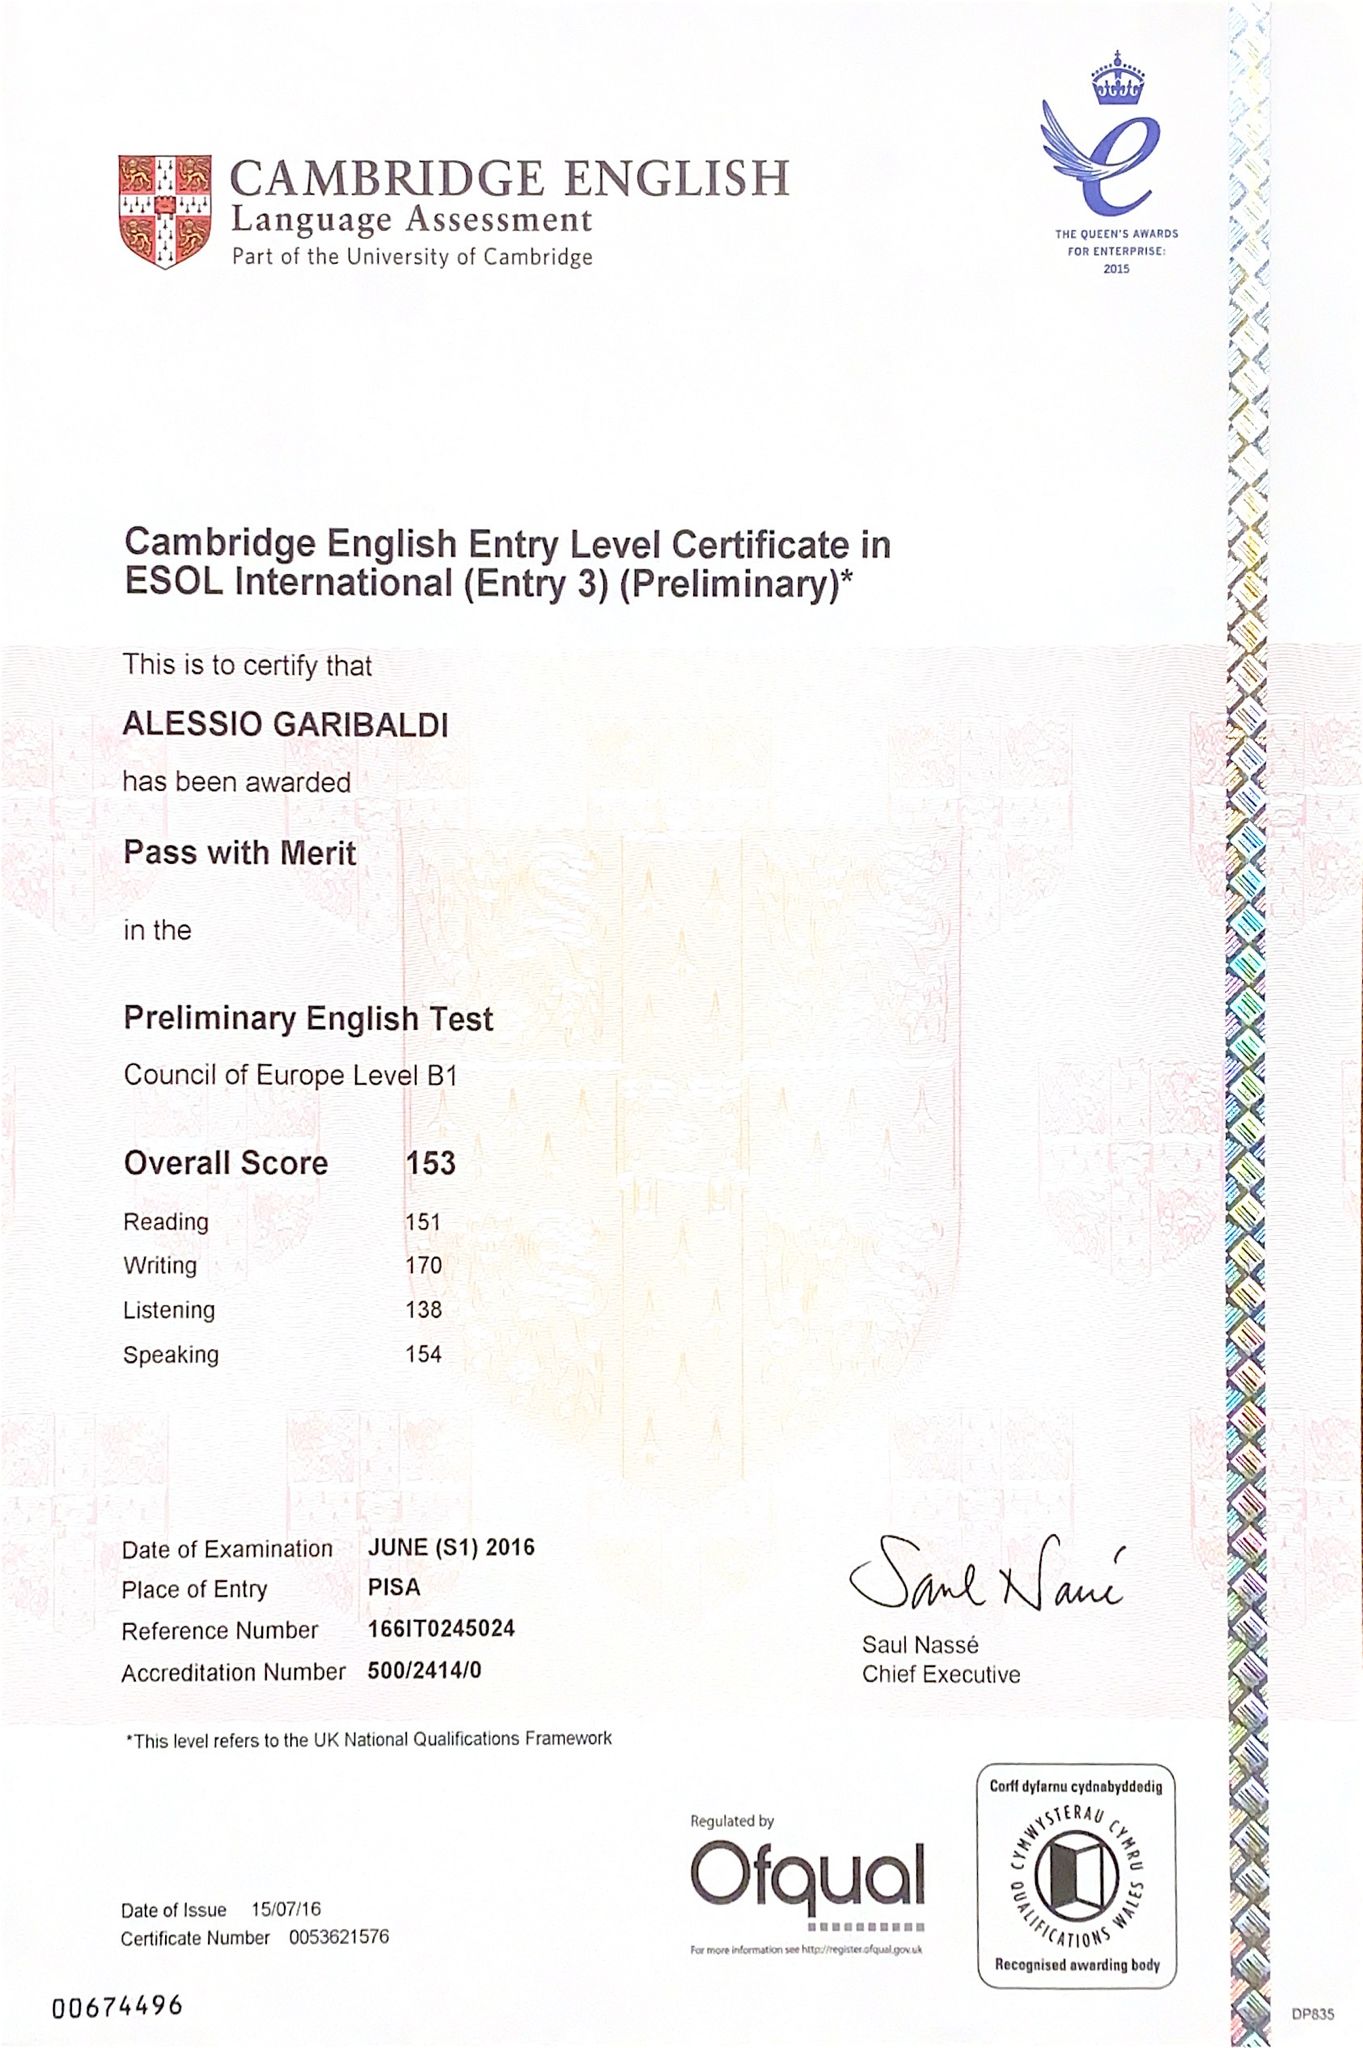 CAMBRIDGE ENGLISH
Language Assessment
Part of the University of Cambridge
THE QUEEN'S AWARDS
FOR ENTERPRISE:
2015
Cambridge English Entry Level Certificate in
ESOL International (Entry 3) (Preliminary)*
This is to certify that
ALESSIO GARIBALDI
has been awarded
Pass with Merit
in the
Preliminary English Test
Council of Europe Level B1
Overall Score 153
Reading 151
Writing 170
Listening 138
Speaking 154
Date of Examination JUNE (S1) 2016
Place of Entry PISA
Reference Number 166IT0245024
Accreditation Number 500/2414/0
Saul Nassé
Saul Nassé
Chief Executive
*This level refers to the UK National Qualifications Framework
Regulated by
Ofqual
For more information see http://register.ofqual.gov.uk
Corff dyfarnu cydnabyddedig
CYMWYSTERAU CYMRU
QUALIFICATIONS WALES
Recognised awarding body
Date of Issue 15/07/16
Certificate Number 0053621576
00674496
DP835